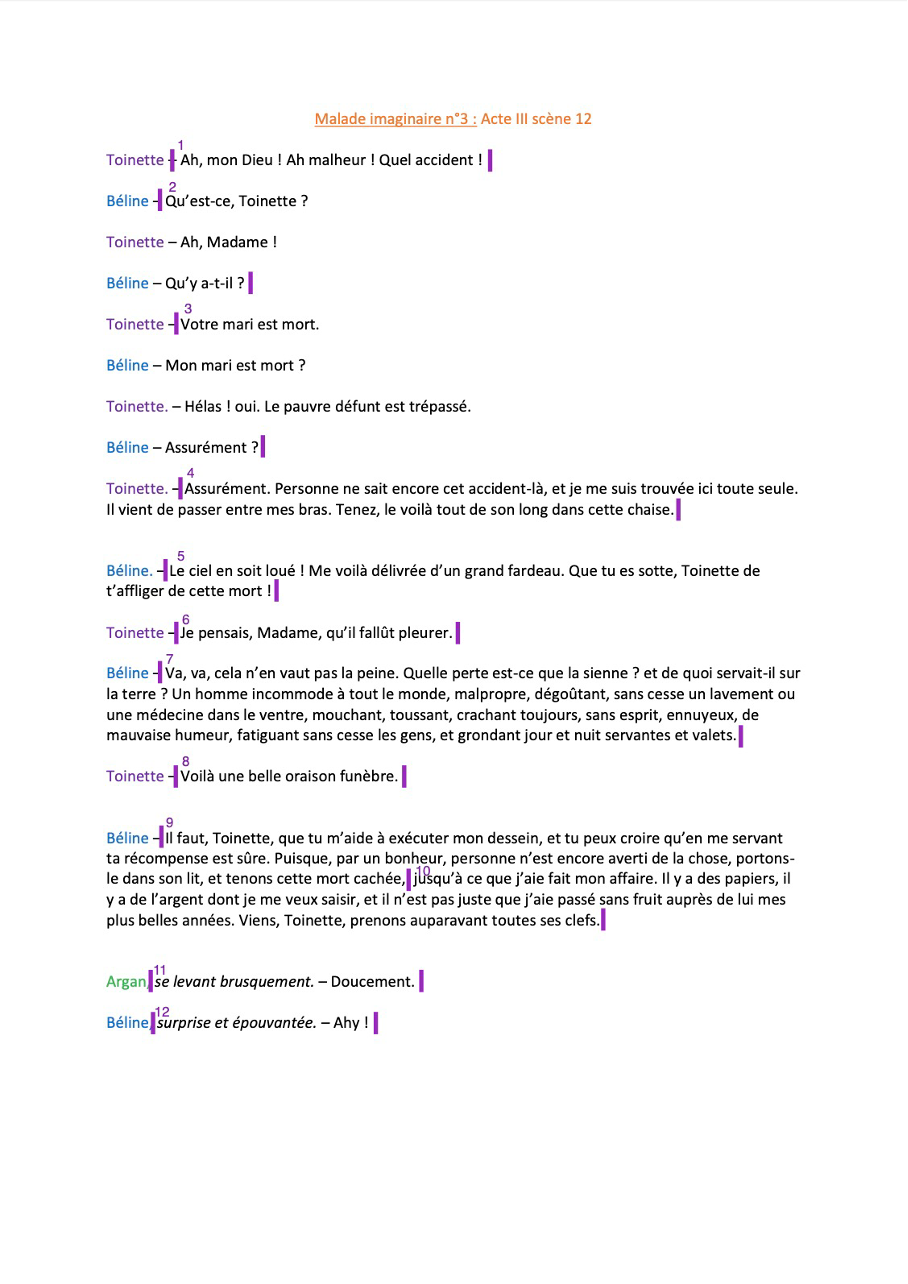 Malade imaginaire n°3 : Acte III scène 12
1
Toinette – Ah, mon Dieu ! Ah malheur ! Quel accident !
2
Béline – Qu’est-ce, Toinette ?
Toinette – Ah, Madame !
Béline – Qu’y a-t-il ?
3
Toinette – Votre mari est mort.
Béline – Mon mari est mort ?
Toinette. – Hélas ! oui. Le pauvre défunt est trépassé.
Béline – Assurément ?
4
Toinette. – Assurément. Personne ne sait encore cet accident-là, et je me suis trouvée ici toute seule.
Il vient de passer entre mes bras. Tenez, le voilà tout de son long dans cette chaise.
5
Béline. – Le ciel en soit loué ! Me voilà délivrée d’un grand fardeau. Que tu es sotte, Toinette de
t’affliger de cette mort !
6
Toinette – Je pensais, Madame, qu’il fallût pleurer.
7
Béline – Va, va, cela n’en vaut pas la peine. Quelle perte est-ce que la sienne ? et de quoi servait-il sur
la terre ? Un homme incommode à tout le monde, malpropre, dégoûtant, sans cesse un lavement ou
une médecine dans le ventre, mouchant, toussant, crachant toujours, sans esprit, ennuyeux, de
mauvaise humeur, fatiguant sans cesse les gens, et grondant jour et nuit servantes et valets.
8
Toinette – Voilà une belle oraison funèbre.
9
Béline – Il faut, Toinette, que tu m’aide à exécuter mon dessein, et tu peux croire qu’en me servant
ta récompense est sûre. Puisque, par un bonheur, personne n’est encore averti de la chose, portons-
10
le dans son lit, et tenons cette mort cachée, jusqu’à ce que j’aie fait mon affaire. Il y a des papiers, il
y a de l’argent dont je me veux saisir, et il n’est pas juste que j’aie passé sans fruit auprès de lui mes
plus belles années. Viens, Toinette, prenons auparavant toutes ses clefs.
11
Argan, se levant brusquement. – Doucement.
12
Béline, surprise et épouvantée. – Ahy !